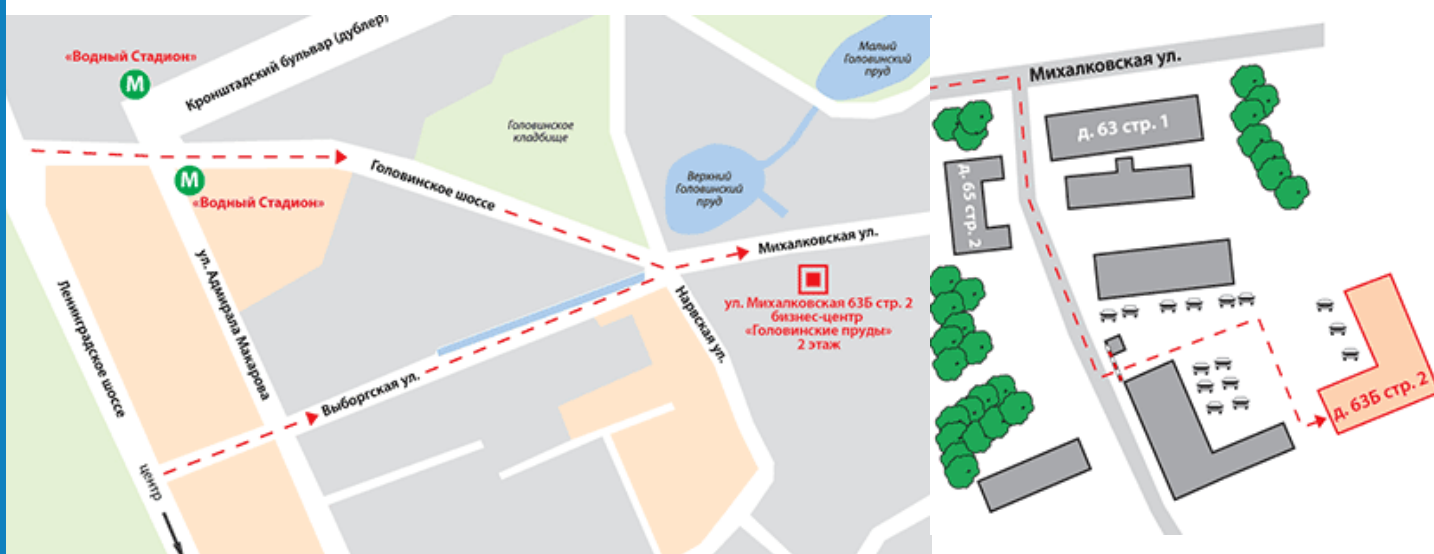 «Водный Стадион»
М
Кронштадский бульвар (дублер)
Малый
Головинский
пруд
Головинское
кладбище
Головинское шоссе
М
«Водный Стадион»
Верхний
Головинский
пруд
Михалковская ул.
ул. Михалковская 63Б стр. 2
бизнес-центр
«Головинские пруды»
2 этаж
Нарвская ул.
ул. Адмирала Макарова
Ленинградское шоссе
Выборгская ул.
центр
Михалковская ул.
д. 63 стр. 1
д. 65 стр. 2
д. 63Б стр. 2